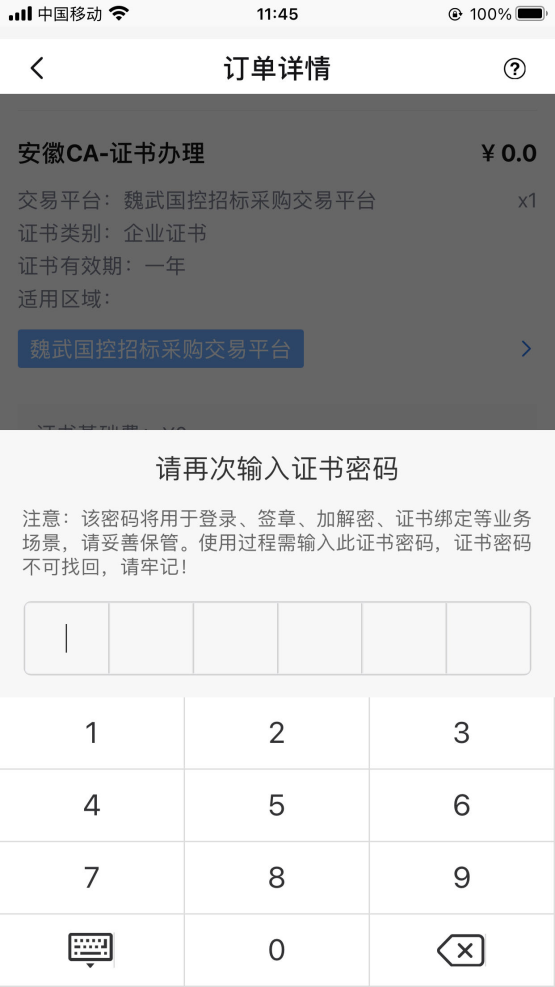 中国移动
11:45
100%
订单详情
安徽CA-证书办理
¥ 0.0
交易平台：魏武国控招标采购交易平台
x1
证书类别：企业证书
证书有效期：一年
适用区域：
魏武国控招标采购交易平台
请再次输入证书密码
注意：该密码将用于登录、签章、加解密、证书绑定等业务
场景，请妥善保管。使用过程需输入此证书密码，证书密码
不可找回，请牢记！
1
2
3
4
5
6
7
8
9
0